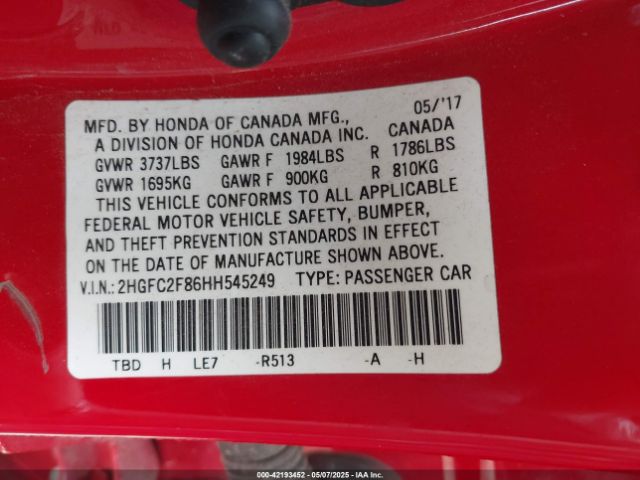 MFD. BY HONDA OF CANADA MFG., 05/'17
A DIVISION OF HONDA CANADA INC. CANADA
GVWR 3737LBS GAWR F 1984LBS R 1786LBS
GVWR 1695KG GAWR F 900KG R 810KG
THIS VEHICLE CONFORMS TO ALL APPLICABLE
FEDERAL MOTOR VEHICLE SAFETY, BUMPER,
AND THEFT PREVENTION STANDARDS IN EFFECT
ON THE DATE OF MANUFACTURE SHOWN ABOVE.
V.I.N.: 2HGFC2F86HH545249 TYPE: PASSENGER CAR
TBD H LE7 -R513 -A -H
000-42193452 - 05/07/2025 - IAAI.COM